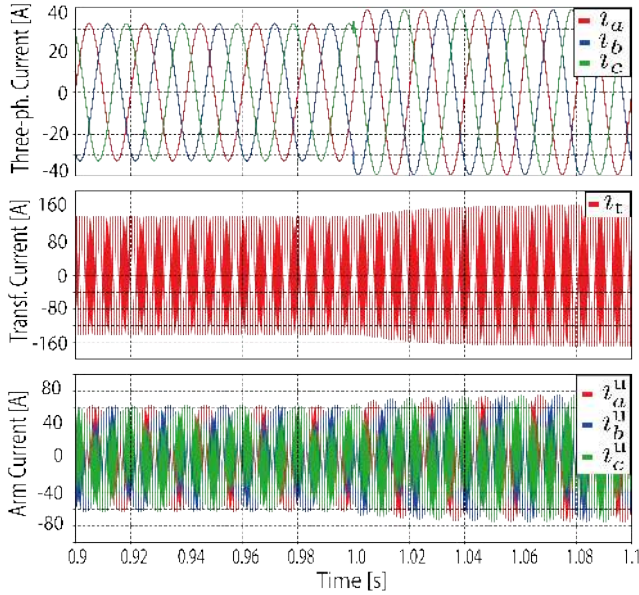 Three-ph. Current [A]
40
20
0
-20
-40
i_a
i_b
i_c
Transf. Current [A]
160
80
0
-80
-160
i_t
Arm Current [A]
80
40
0
-40
-80
i_a^u
i_b^u
i_c^u
0.9 0.92 0.94 0.96 0.98 1.0 1.02 1.04 1.06 1.08 1.1
Time [s]